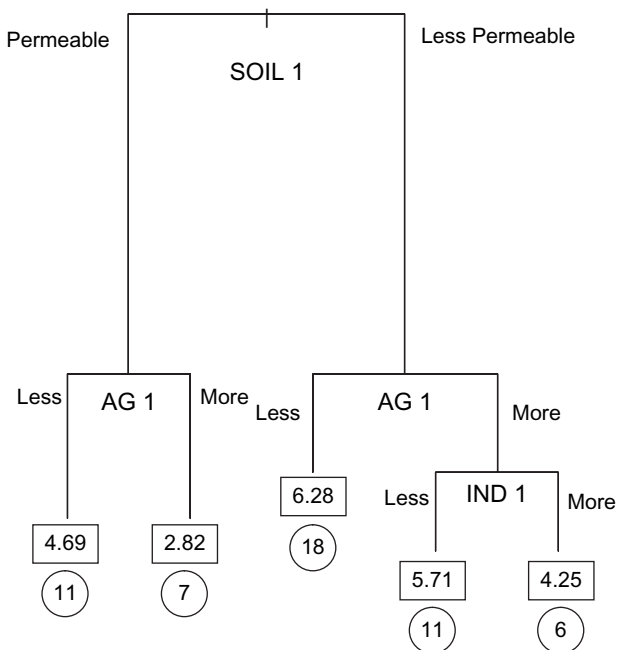 Permeable
Less Permeable
SOIL 1
Less
AG 1
More
Less
AG 1
More
6.28
18
Less
IND 1
More
4.69
2.82
11
7
5.71
4.25
11
6